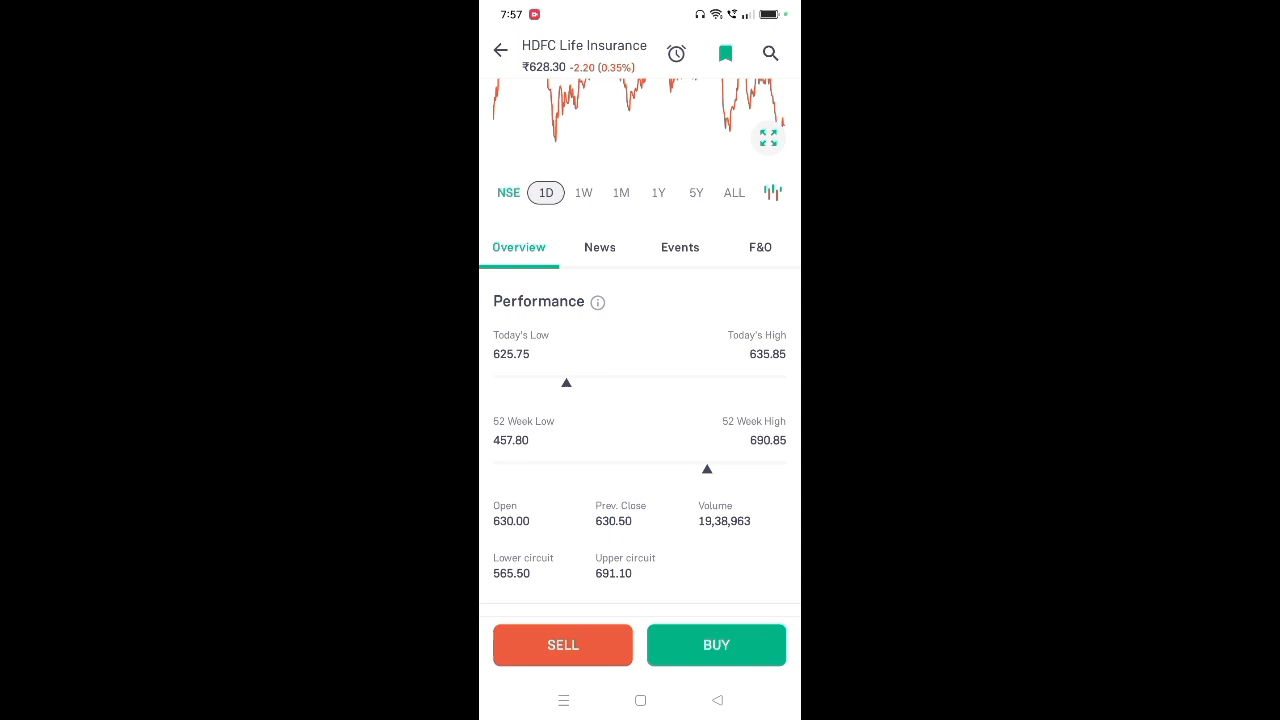 7:57
HDFC Life Insurance
₹628.30 -2.20 (0.35%)
NSE 1D 1W 1M 1Y 5Y ALL
Overview News Events F&O
Performance
Today's Low Today's High
625.75 635.85
52 Week Low 52 Week High
457.80 690.85
Open Prev. Close Volume
630.00 630.50 19,38,963
Lower circuit Upper circuit
565.50 691.10
SELL BUY